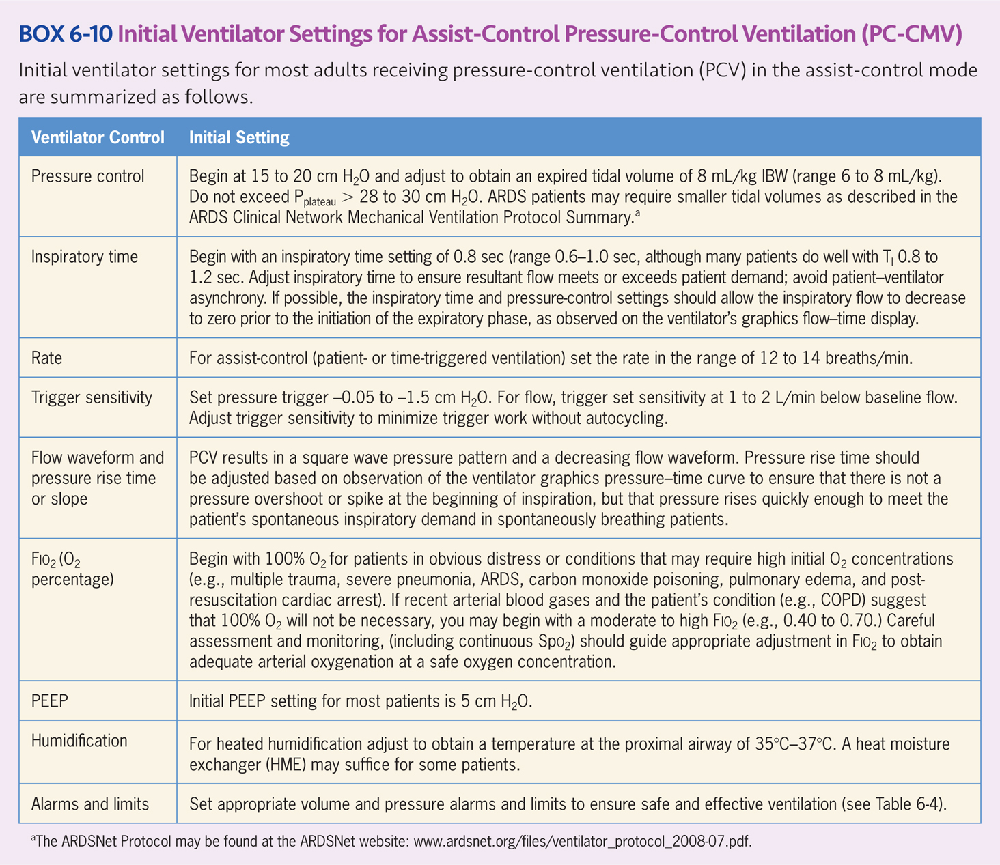 BOX 6-10 Initial Ventilator Settings for Assist-Control Pressure-Control Ventilation (PC-CMV)
Initial ventilator settings for most adults receiving pressure-control ventilation (PCV) in the assist-control mode
are summarized as follows.
Ventilator Control Initial Setting
Pressure control
Begin at 15 to 20 cm H₂O and adjust to obtain an expired tidal volume of 8 mL/kg IBW (range 6 to 8 mL/kg).
Do not exceed Pplateau > 28 to 30 cm H₂O. ARDS patients may require smaller tidal volumes as described in the
ARDS Clinical Network Mechanical Ventilation Protocol Summary.ᵃ
Inspiratory time
Begin with an inspiratory time setting of 0.8 sec (range 0.6–1.0 sec, although many patients do well with TI 0.8 to
1.2 sec. Adjust inspiratory time to ensure resultant flow meets or exceeds patient demand; avoid patient–ventilator
asynchrony. If possible, the inspiratory time and pressure-control settings should allow the inspiratory flow to decrease
to zero prior to the initiation of the expiratory phase, as observed on the ventilator's graphics flow–time display.
Rate
For assist-control (patient- or time-triggered ventilation) set the rate in the range of 12 to 14 breaths/min.
Trigger sensitivity
Set pressure trigger –0.05 to –1.5 cm H₂O. For flow, trigger set sensitivity at 1 to 2 L/min below baseline flow.
Adjust trigger sensitivity to minimize trigger work without autocycling.
Flow waveform and
pressure rise time
or slope
PCV results in a square wave pressure pattern and a decreasing flow waveform. Pressure rise time should
be adjusted based on observation of the ventilator graphics pressure–time curve to ensure that there is not a
pressure overshoot or spike at the beginning of inspiration, but that pressure rises quickly enough to meet the
patient's spontaneous inspiratory demand in spontaneously breathing patients.
FIO₂ (O₂
percentage)
Begin with 100% O₂ for patients in obvious distress or conditions that may require high initial O₂ concentrations
(e.g., multiple trauma, severe pneumonia, ARDS, carbon monoxide poisoning, pulmonary edema, and post-
resuscitation cardiac arrest). If recent arterial blood gases and the patient's condition (e.g., COPD) suggest
that 100% O₂ will not be necessary, you may begin with a moderate to high FIO₂ (e.g., 0.40 to 0.70.) Careful
assessment and monitoring, (including continuous SpO₂) should guide appropriate adjustment in FIO₂ to obtain
adequate arterial oxygenation at a safe oxygen concentration.
PEEP
Initial PEEP setting for most patients is 5 cm H₂O.
Humidification
For heated humidification adjust to obtain a temperature at the proximal airway of 35°C–37°C. A heat moisture
exchanger (HME) may suffice for some patients.
Alarms and limits
Set appropriate volume and pressure alarms and limits to ensure safe and effective ventilation (see Table 6-4).
ᵃThe ARDSNet Protocol may be found at the ARDSNet website: www.ardsnet.org/files/ventilator_protocol_2008-07.pdf.